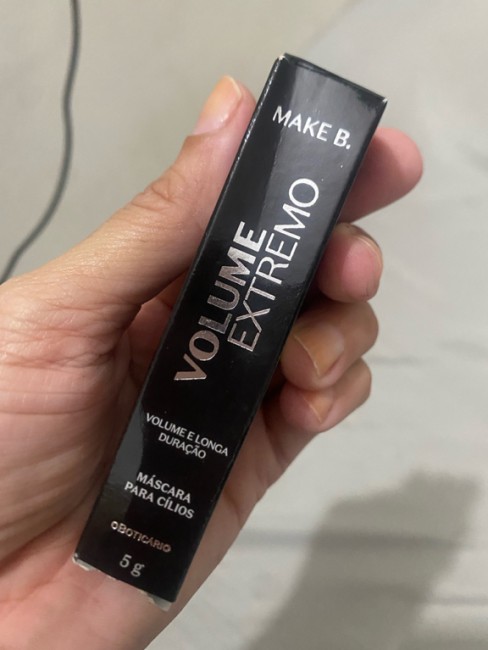 MAKE B.
VOLUME
EXTREMO
VOLUME E LONGA
DURAÇÃO
MÁSCARA
PARA CÍLIOS
OBOTICÁRIO
5 g